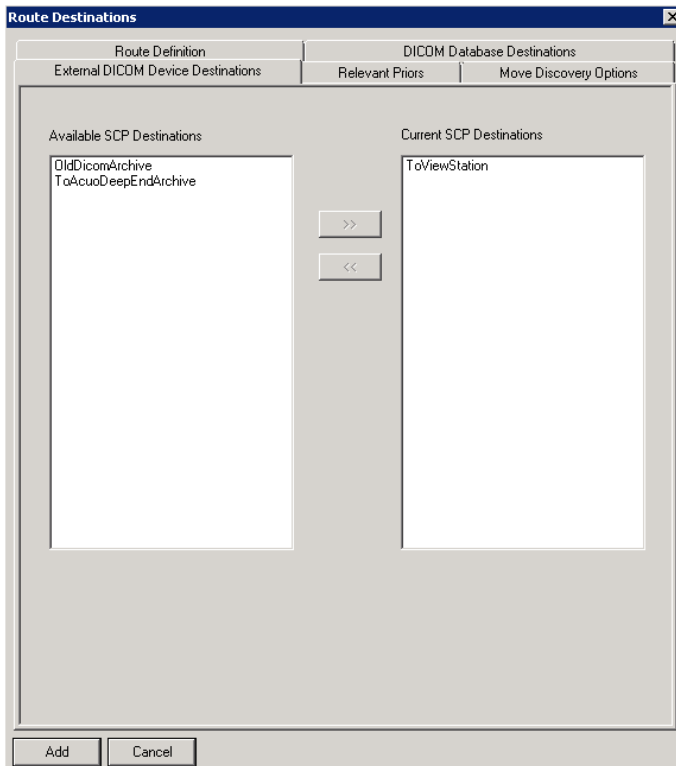 Route Destinations
Route Definition
DICOM Database Destinations
External DICOM Device Destinations
Relevant Priors
Move Discovery Options
Available SCP Destinations
Current SCP Destinations
OldDicomArchive
ToAcuoDeepEndArchive
ToViewStation
>>
<<
Add
Cancel